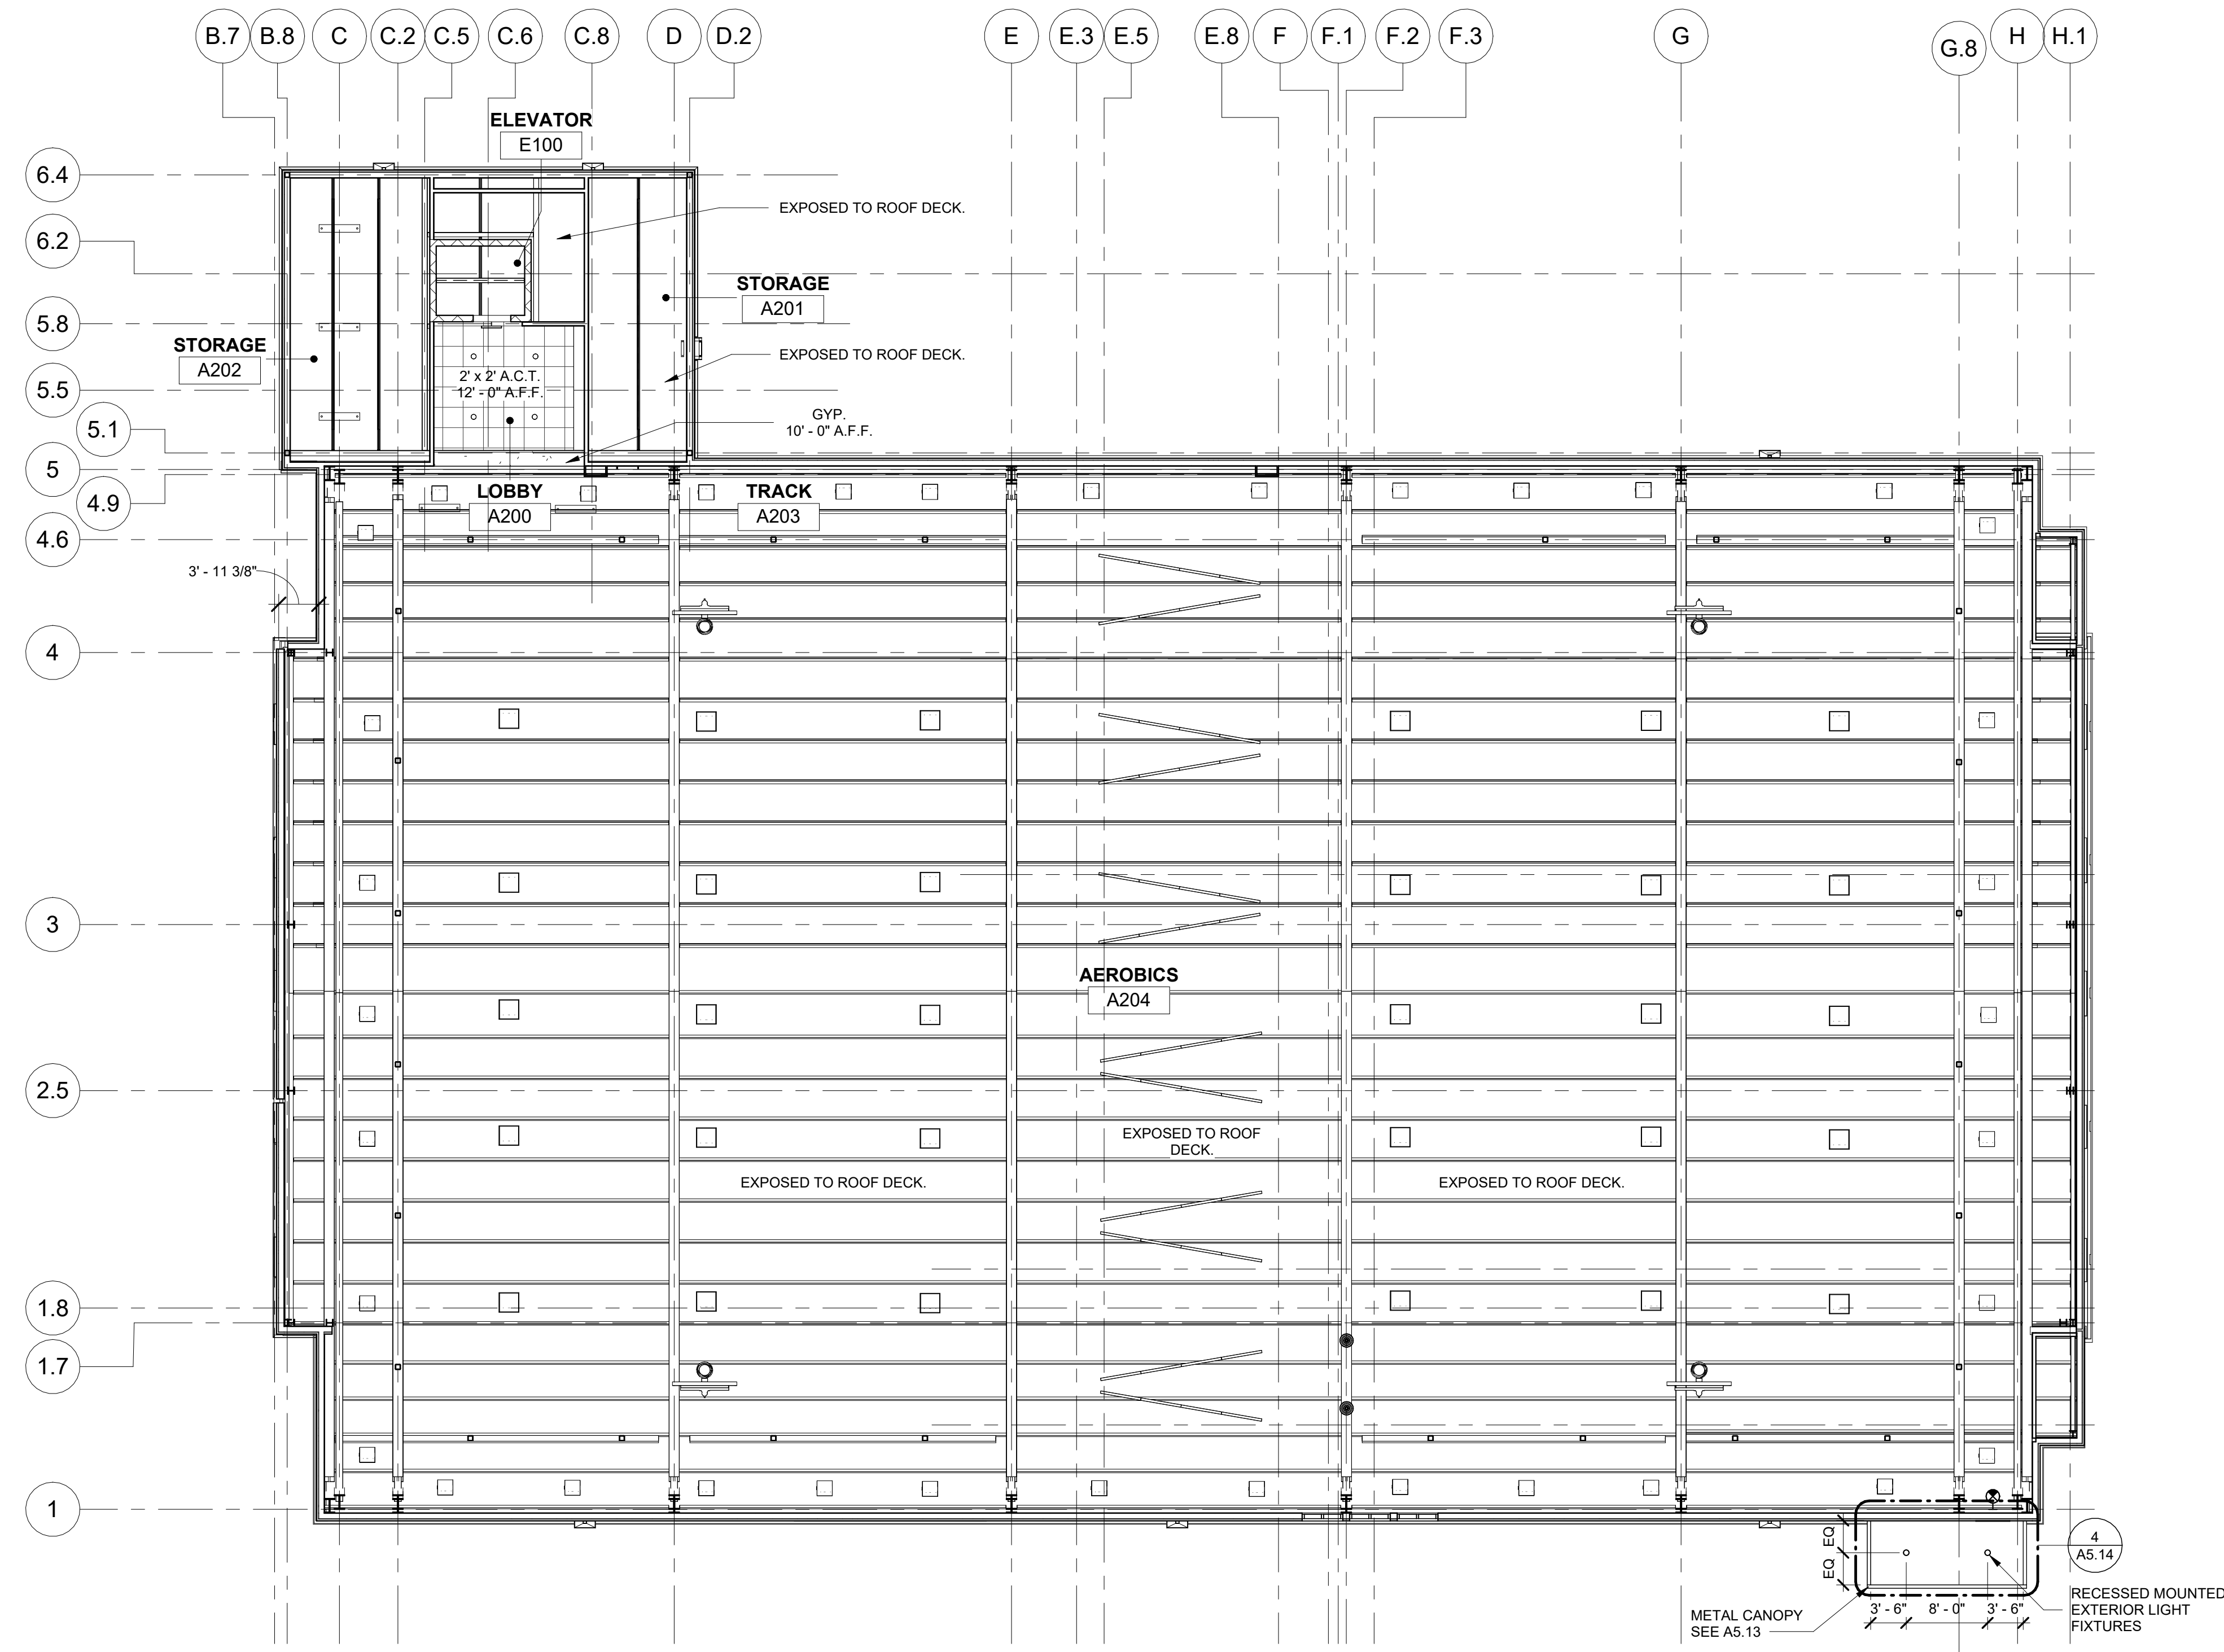 B.7 B.8 C C.2 C.5 C.6 C.8 D D.2 E E.3 E.5 E.8 F F.1 F.2 F.3 G G.8 H H.1
ELEVATOR
E100
6.4
EXPOSED TO ROOF DECK.
6.2
STORAGE
A201
5.8
STORAGE
A202
EXPOSED TO ROOF DECK.
2' x 2' A.C.T.
12' - 0" A.F.F.
5.5
GYP.
10' - 0" A.F.F.
5.1
5
LOBBY
A200
TRACK
A203
4.9
4.6
3' - 11 3/8"
4
3
AEROBICS
A204
2.5
EXPOSED TO ROOF
DECK.
EXPOSED TO ROOF DECK.
EXPOSED TO ROOF DECK.
1.8
1.7
1
EQ
EQ
4
A5.14
3' - 6" 8' - 0" 3' - 6"
METAL CANOPY
SEE A5.13
RECESSED MOUNTED
EXTERIOR LIGHT
FIXTURES